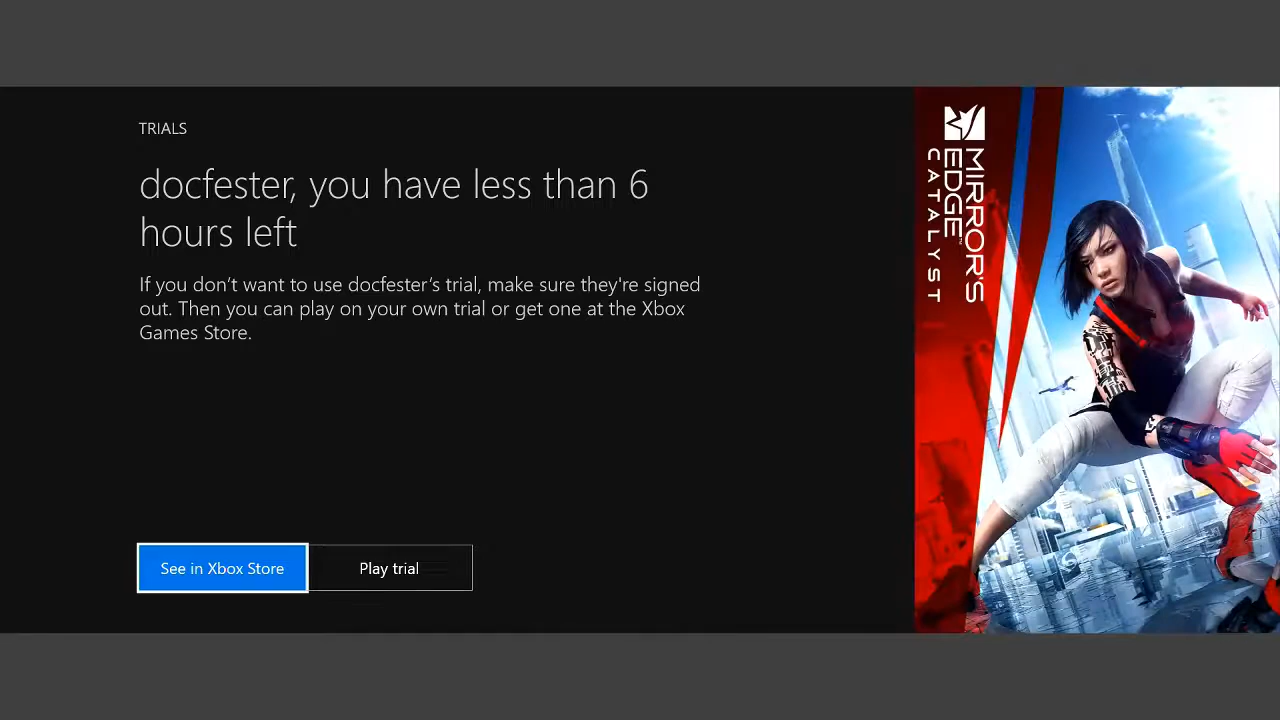 TRIALS
docfester, you have less than 6
hours left
If you don’t want to use docfester’s trial, make sure they're signed
out. Then you can play on your own trial or get one at the Xbox
Games Store.
See in Xbox Store
Play trial
MIRROR'S
EDGE™
CATALYST